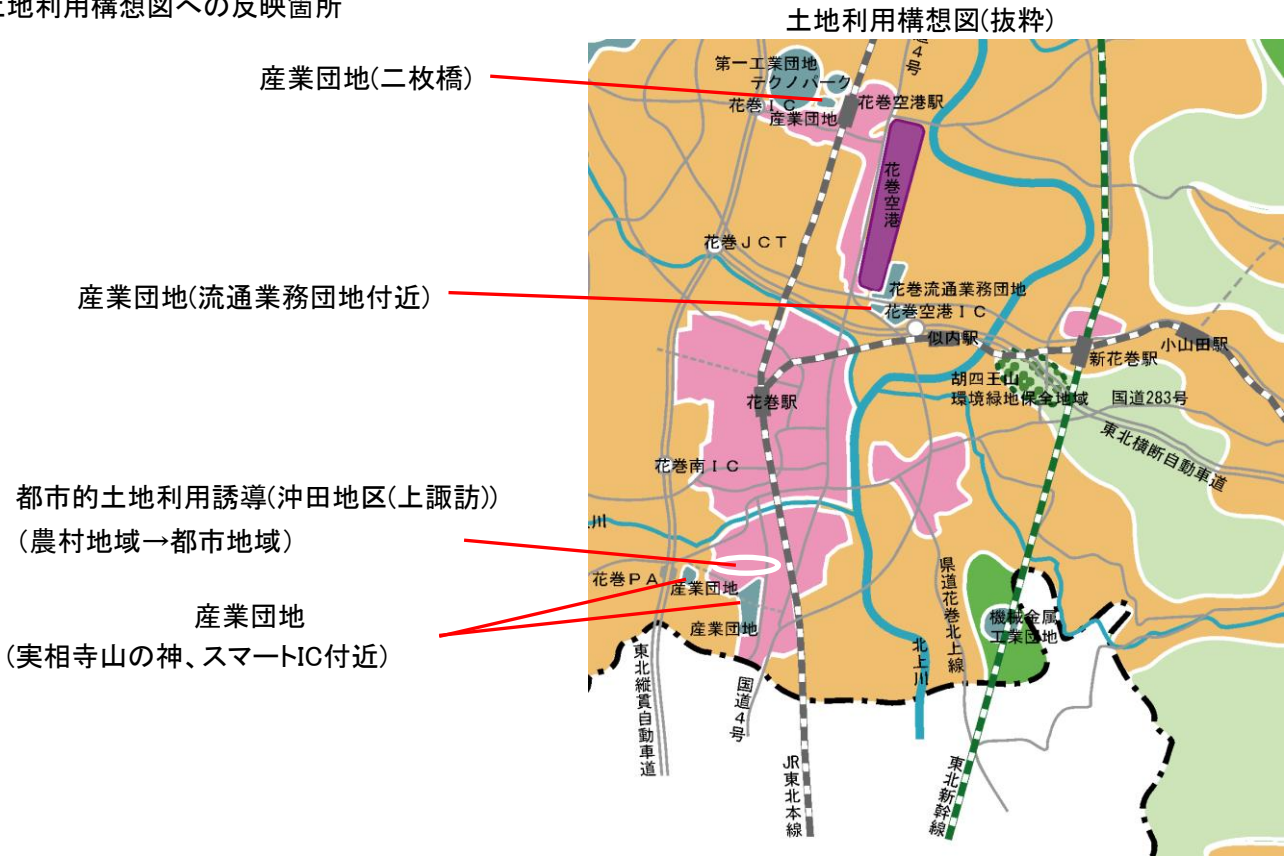 土地利用構想図への反映箇所
土地利用構想図(抜粋)
産業団地(二枚橋)
産業団地(流通業務団地付近)
都市的土地利用誘導(沖田地区(上諏訪))
(農村地域→都市地域)
産業団地
(実相寺山の神、スマートIC付近)
4号
第一工業団地
テクノパーク
花巻IC
産業団地
花巻空港駅
花巻空港
花巻JCT
花巻流通業務団地
花巻空港IC
似内駅
新花巻駅
小山田駅
胡四王山
環境緑地保全地域
国道283号
東北横断自動車道
花巻駅
花巻南IC
川
花巻PA
産業団地
産業団地
県道花巻北上線
機械金属
工業団地
北上川
東北縦貫自動車道
国道4号
JR東北本線
東北新幹線